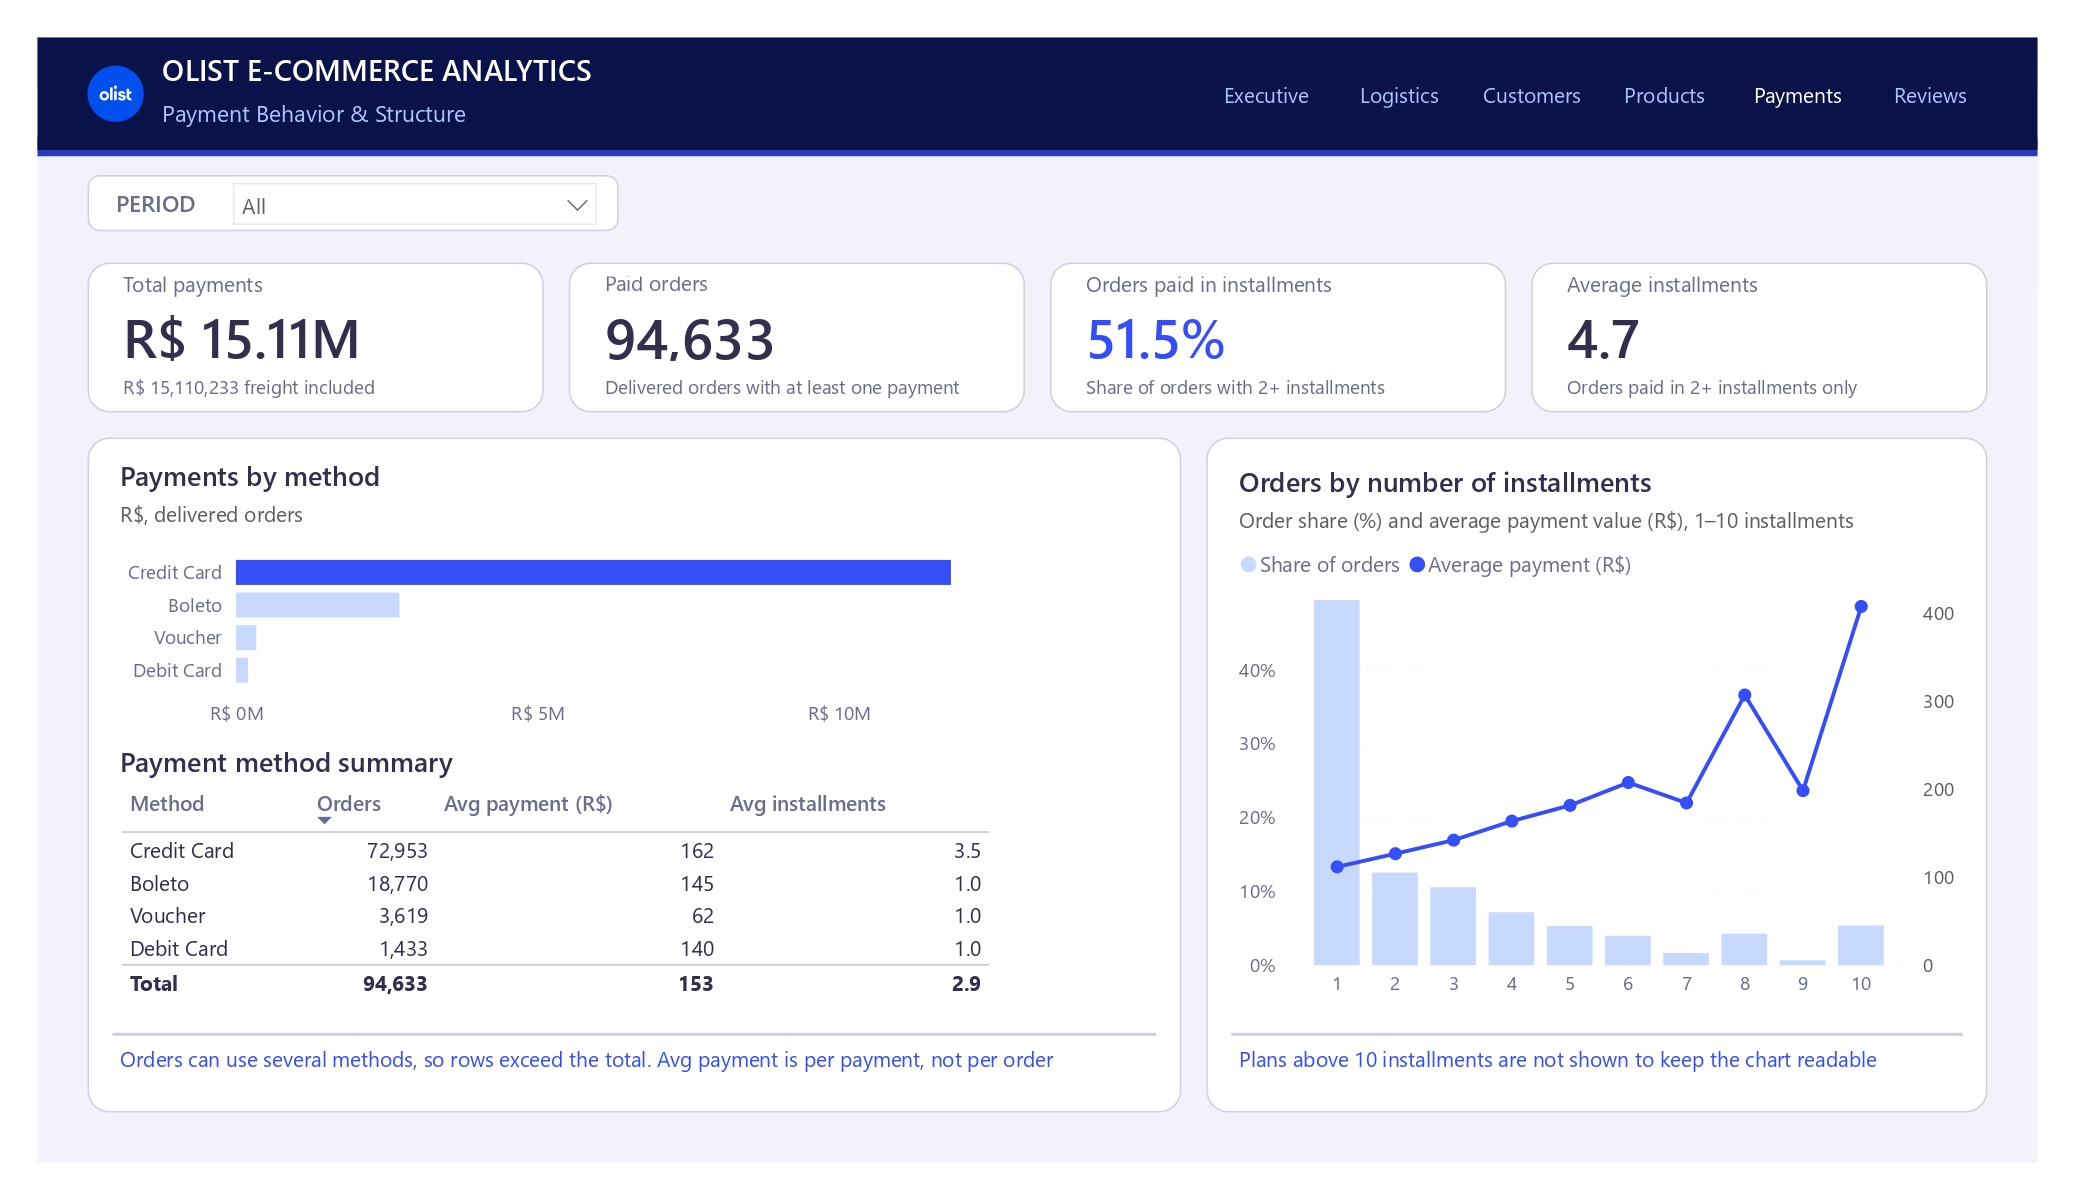 olist
OLIST E-COMMERCE ANALYTICS
Payment Behavior & Structure
Executive Logistics Customers Products Payments Reviews
PERIOD All
Total payments
R$ 15.11M
R$ 15,110,233 freight included
Paid orders
94,633
Delivered orders with at least one payment
Orders paid in installments
51.5%
Share of orders with 2+ installments
Average installments
4.7
Orders paid in 2+ installments only
Payments by method
R$, delivered orders
Credit Card
Boleto
Voucher
Debit Card
R$ 0M R$ 5M R$ 10M
Payment method summary
Method Orders Avg payment (R$) Avg installments
Credit Card 72,953 162 3.5
Boleto 18,770 145 1.0
Voucher 3,619 62 1.0
Debit Card 1,433 140 1.0
Total 94,633 153 2.9
Orders can use several methods, so rows exceed the total. Avg payment is per payment, not per order
Orders by number of installments
Order share (%) and average payment value (R$), 1–10 installments
Share of orders Average payment (R$)
400
40%
300
30%
200
20%
100
10%
0% 0
1 2 3 4 5 6 7 8 9 10
Plans above 10 installments are not shown to keep the chart readable